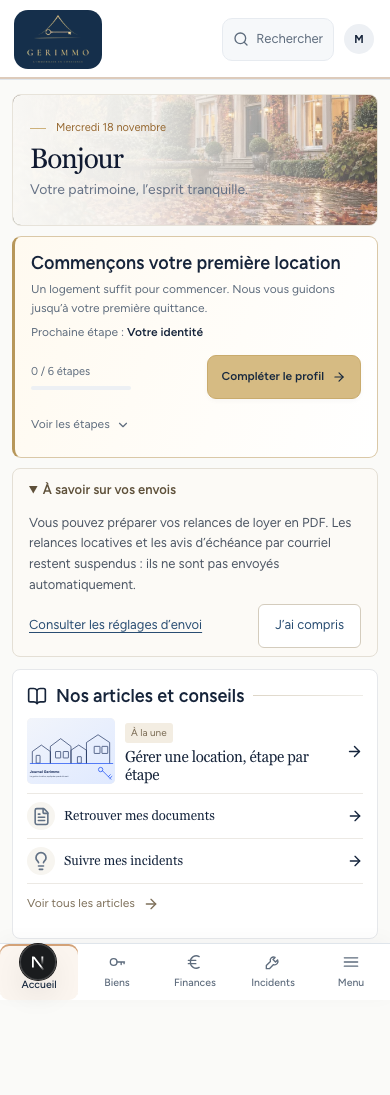 GERIMMO
Rechercher
M
Mercredi 18 novembre
Bonjour
Votre patrimoine, l'esprit tranquille.
Commençons votre première location
Un logement suffit pour commencer. Nous vous guidons
jusqu'à votre première quittance.
Prochaine étape : Votre identité
0 / 6 étapes
Compléter le profil
Voir les étapes
À savoir sur vos envois
Vous pouvez préparer vos relances de loyer en PDF. Les
relances locatives et les avis d'échéance par courriel
restent suspendus : ils ne sont pas envoyés
automatiquement.
Consulter les réglages d'envoi
J'ai compris
Nos articles et conseils
À la une
Gérer une location, étape par
étape
Journal Gerimmo
Retrouver mes documents
Suivre mes incidents
Voir tous les articles
N
Accueil
Biens
Finances
Incidents
Menu